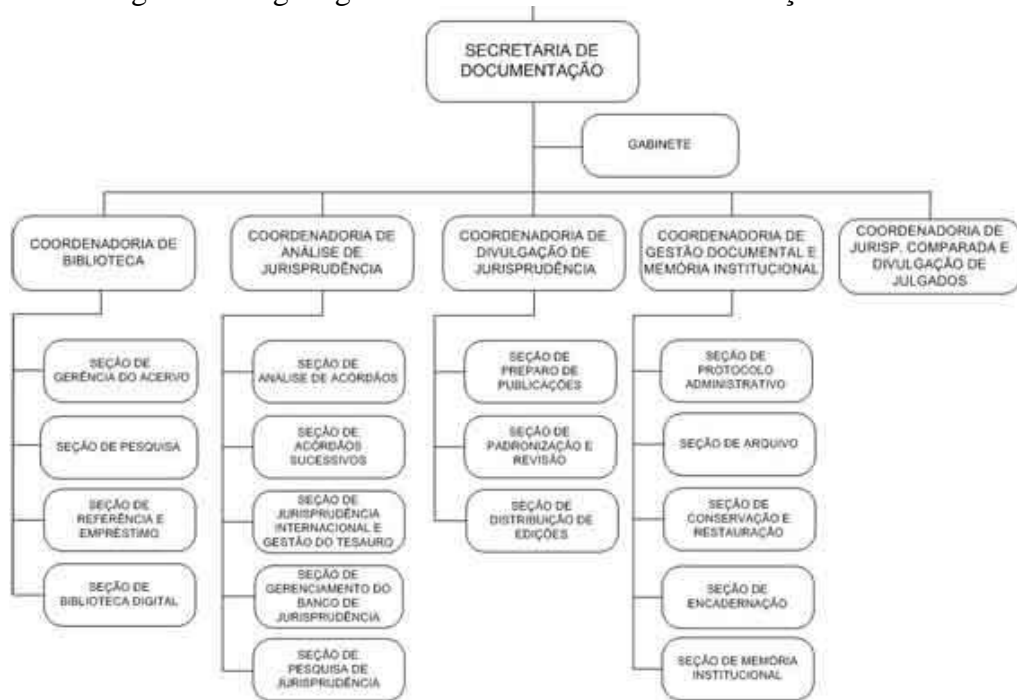 SECRETARIA DE
DOCUMENTAÇÃO
GABINETE
COORDENADORIA DE
BIBLIOTECA
COORDENADORIA DE
ANÁLISE DE
JURISPRUDÊNCIA
COORDENADORIA DE
DIVULGAÇÃO DE
JURISPRUDÊNCIA
COORDENADORIA DE
GESTÃO DOCUMENTAL E
MEMÓRIA INSTITUCIONAL
COORDENADORIA DE
JURISP. COMPARADA E
DIVULGAÇÃO DE
JULGADOS
SEÇÃO DE
GERÊNCIA DO ACERVO
SEÇÃO DE PESQUISA
SEÇÃO DE
REFERÊNCIA E
EMPRÉSTIMO
SEÇÃO DE
BIBLIOTECA DIGITAL
SEÇÃO DE
ANALISE DE ACÓRDÃOS
SEÇÃO DE
ACÓRDÃOS
SUCESSIVOS
SEÇÃO DE
JURISPRUDÊNCIA
INTERNACIONAL E
GESTÃO DO TESAURO
SEÇÃO DE
GERENCIAMENTO DO
BANCO DE
JURISPRUDÊNCIA
SEÇÃO DE
PESQUISA DE
JURISPRUDÊNCIA
SEÇÃO DE
PREPARO DE
PUBLICAÇÕES
SEÇÃO DE
PADRONIZAÇÃO E
REVISÃO
SEÇÃO DE
DISTRIBUIÇÃO DE
EDIÇÕES
SEÇÃO DE
PROTOCOLO
ADMINISTRATIVO
SEÇÃO DE ARQUIVO
SEÇÃO DE
CONSERVAÇÃO E
RESTAURAÇÃO
SEÇÃO DE
ENCADERNAÇÃO
SEÇÃO DE MEMÓRIA
INSTITUCIONAL